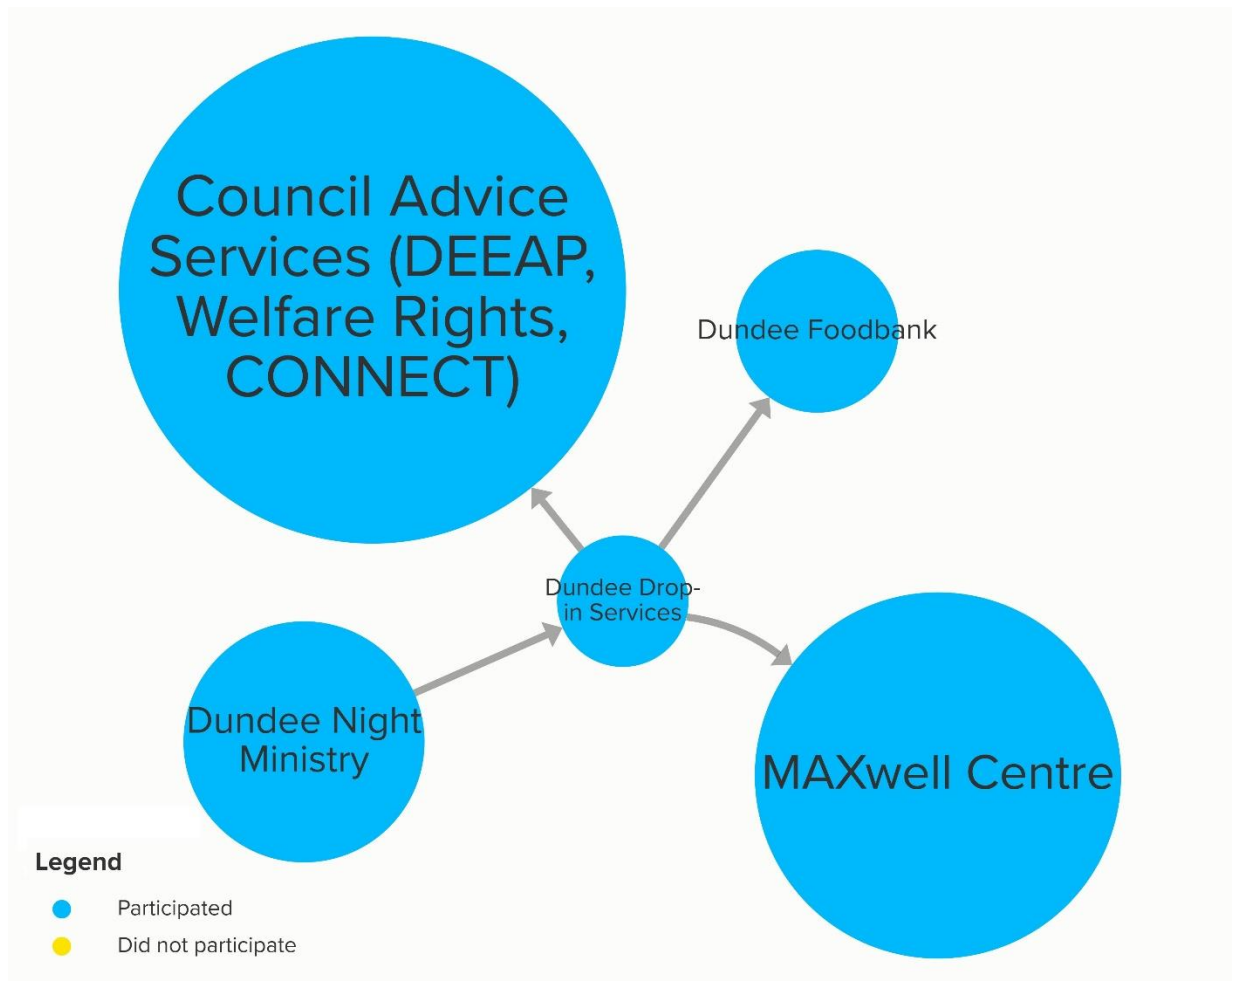 Council Advice
Services (DEEAP,
Welfare Rights,
CONNECT)
Dundee Foodbank
Dundee Drop-
in Services
Dundee Night
Ministry
MAXwell Centre
Legend
Participated
Did not participate